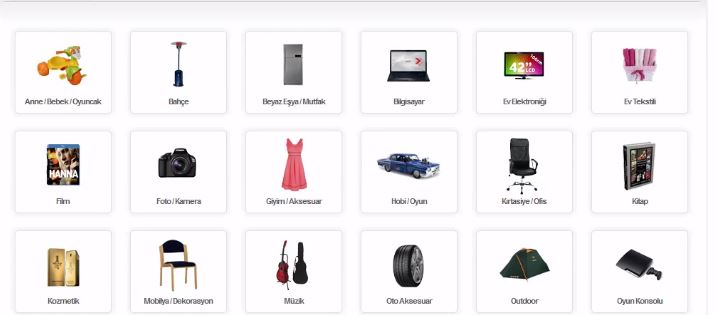 Anne / Bebek / Oyuncak
Bahçe
Beyaz Eşya / Mutfak
Bilgisayar
42"
LCD
Ev Elektroniği
Ev Tekstili
HANNA
Film
Foto / Kamera
Giyim / Aksesuar
Hobi / Oyun
Kırtasiye / Ofis
Kitap
Kozmetik
Mobilya / Dekorasyon
Müzik
Oto Aksesuar
Outdoor
Oyun Konsolu